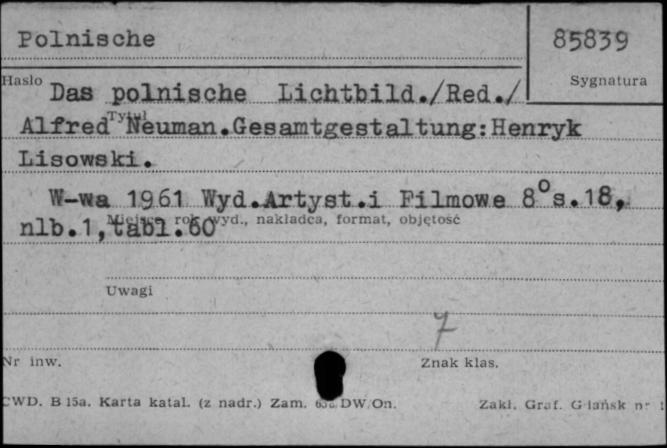 Polnische
85839
Hasło
Sygnatura
Das polnische Lichtbild./Red./
Tytuł
Alfred Neuman.Gesamtgestaltung:Henryk
Lisowski.
W-wa 1961 Wyd.Artyst.i Filmowe 8° s.18,
Miejsce, rok wyd., nakładca, format, objętość
nlb.1,tabl.60
Uwagi
7
Nr inw.
Znak klas.
CWD. B 15a. Karta katal. (z nadr.) Zam. DW/On.
Zakł. Graf. Gdańsk nr